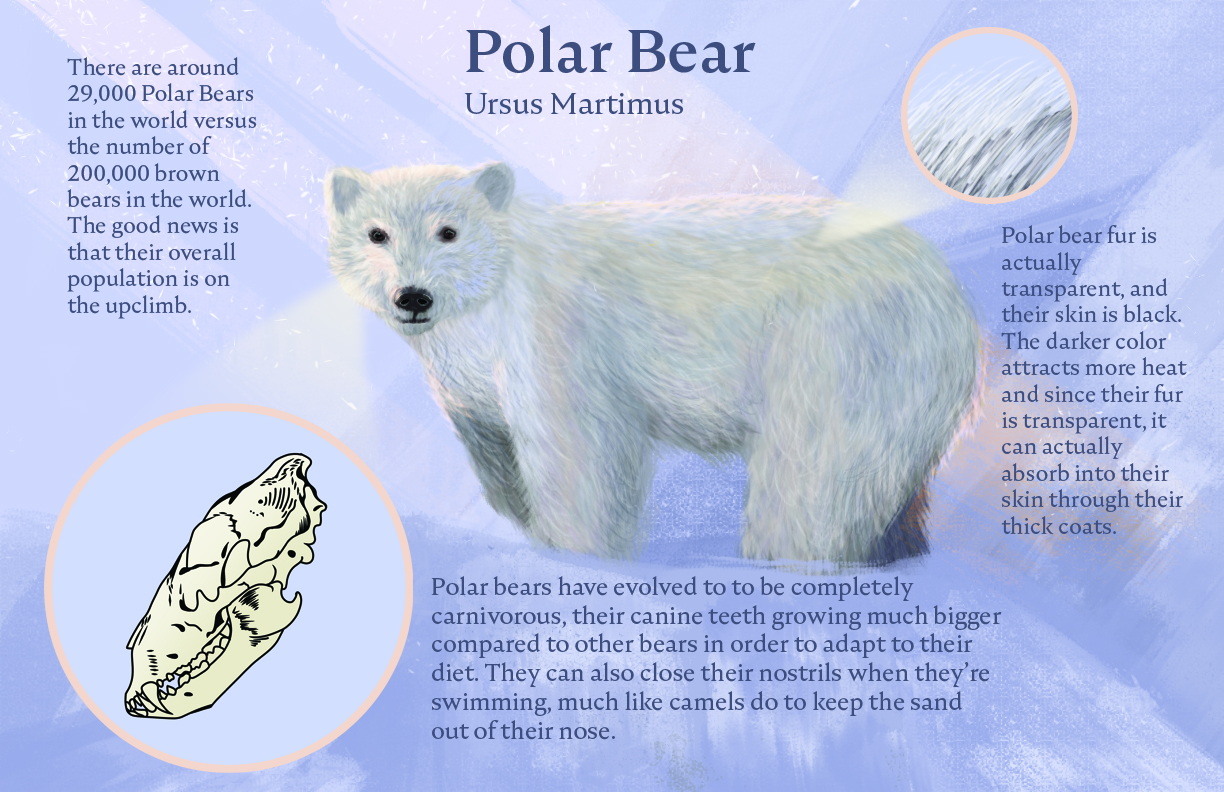 Polar Bear
Ursus Martimus
There are around
29,000 Polar Bears
in the world versus
the number of
200,000 brown
bears in the world.
The good news is
that their overall
population is on
the upclimb.
Polar bear fur is
actually
transparent, and
their skin is black.
The darker color
attracts more heat
and since their fur
is transparent, it
can actually
absorb into their
skin through their
thick coats.
Polar bears have evolved to to be completely
carnivorous, their canine teeth growing much bigger
compared to other bears in order to adapt to their
diet. They can also close their nostrils when they're
swimming, much like camels do to keep the sand
out of their nose.